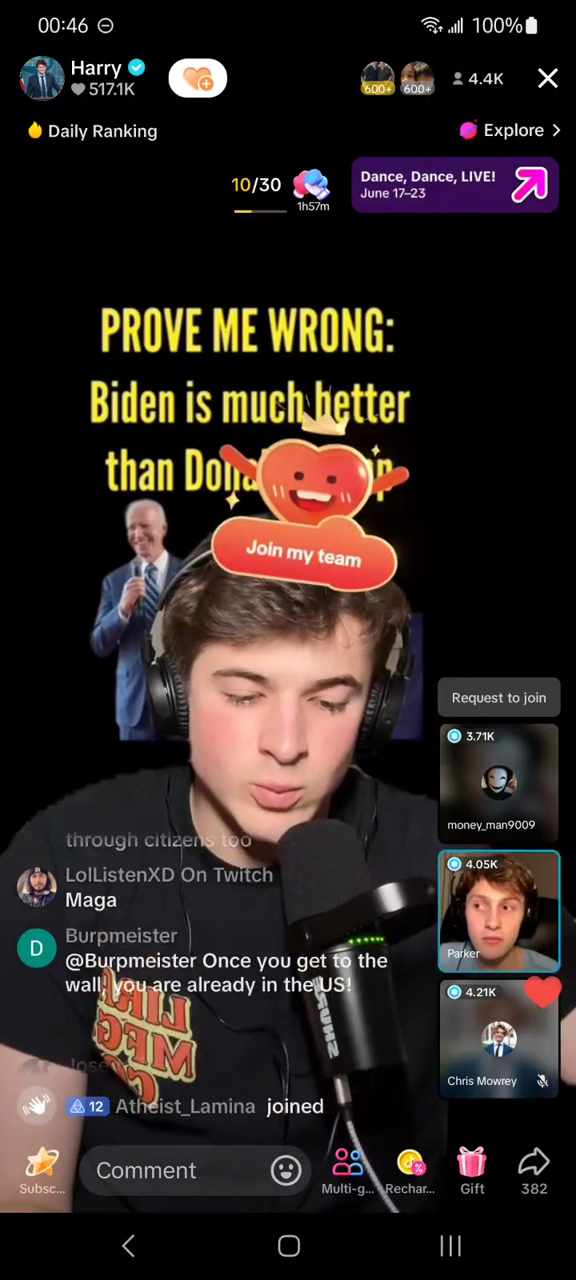 00:46
100%
Harry
517.1K
600+
600+
4.4K
Daily Ranking
Explore >
10/30
1h57m
Dance, Dance, LIVE!
June 17–23
PROVE ME WRONG:
Biden is much better
than Don
Join my team
Request to join
3.71K
money_man9009
through citizens too
LolListenXD On Twitch
Maga
4.05K
Parker
D
Burpmeister
@Burpmeister Once you get to the
wall, you are already in the US!
4.21K
Chris Mowrey
SHURE
12 Atheist_Lamina joined
Subsc...
Comment
Multi-g...
Rechar...
Gift
382